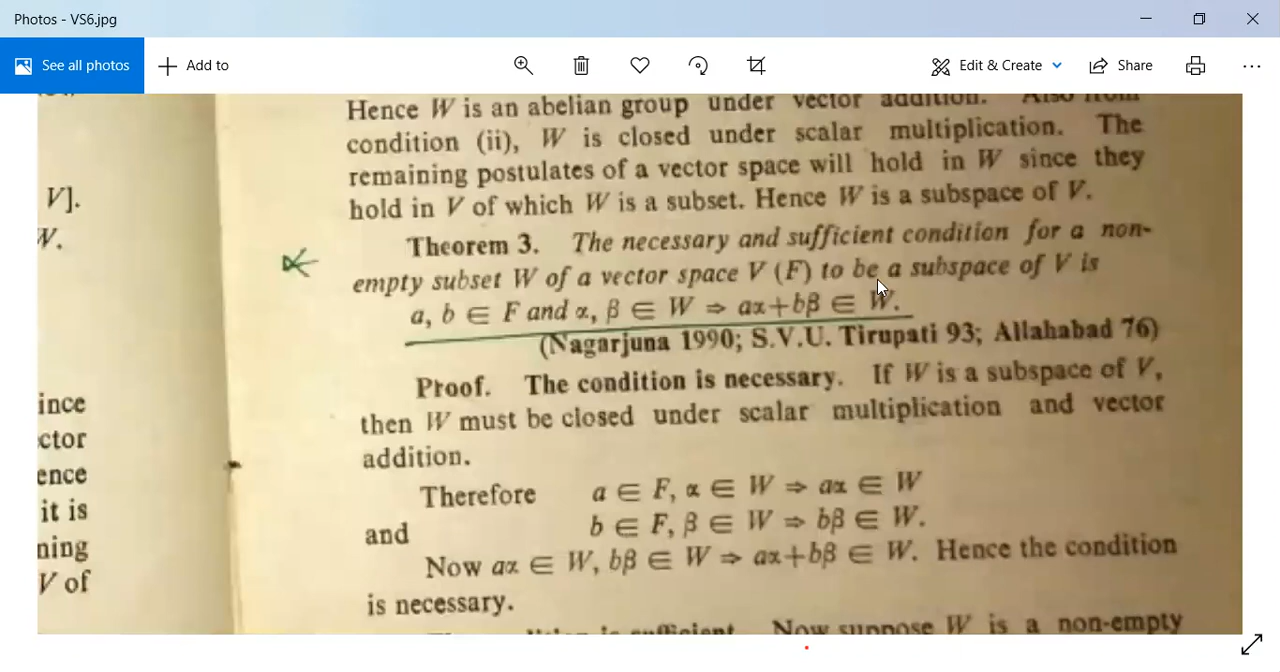 Photos - VS6.jpg
See all photos
Add to
Edit & Create
Share
Hence W is an abelian group under vector addition. Also from
condition (ii), W is closed under scalar multiplication. The
remaining postulates of a vector space will hold in W since they
hold in V of which W is a subset. Hence W is a subspace of V.
Theorem 3. The necessary and sufficient condition for a non-
empty subset W of a vector space V (F) to be a subspace of V is
a, b ∈ F and α, β ∈ W ⇒ aα+bβ ∈ W.
(Nagarjuna 1990; S.V.U. Tirupati 93; Allahabad 76)
Proof. The condition is necessary. If W is a subspace of V,
then W must be closed under scalar multiplication and vector
addition.
Therefore a ∈ F, α ∈ W ⇒ aα ∈ W
and b ∈ F, β ∈ W ⇒ bβ ∈ W.
Now aα ∈ W, bβ ∈ W ⇒ aα+bβ ∈ W. Hence the condition
is necessary.
Now suppose W is a non-empty
V].
W.
ince
ctor
ence
it is
ning
V of